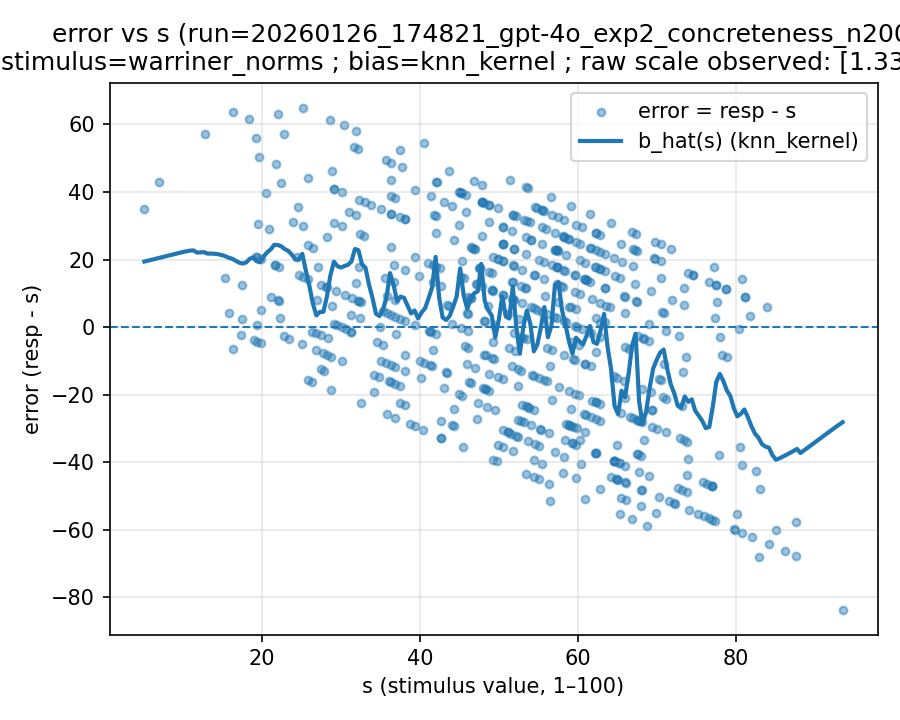 error vs s (run=20260126_174821_gpt-4o_exp2_concreteness_n200
stimulus=warriner_norms ; bias=knn_kernel ; raw scale observed: [1.33
error = resp - s
b_hat(s) (knn_kernel)
60
40
20
0
−20
−40
−60
−80
error (resp - s)
20
40
60
80
s (stimulus value, 1–100)